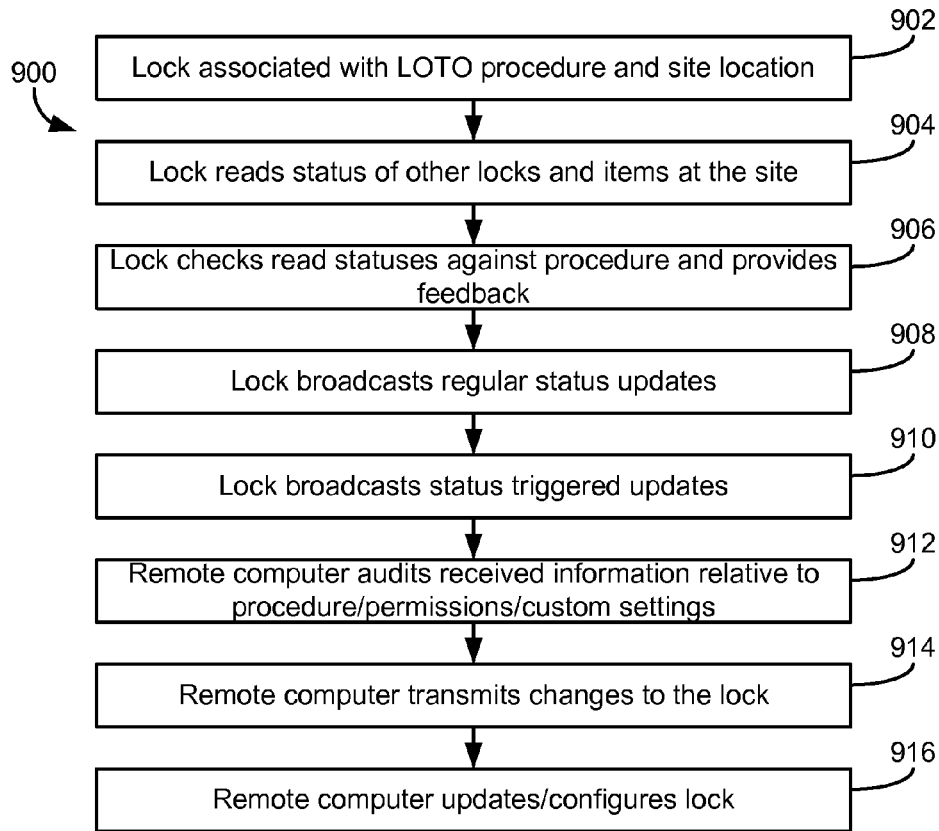 902
900
Lock associated with LOTO procedure and site location
904
Lock reads status of other locks and items at the site
906
Lock checks read statuses against procedure and provides
feedback
908
Lock broadcasts regular status updates
910
Lock broadcasts status triggered updates
912
Remote computer audits received information relative to
procedure/permissions/custom settings
914
Remote computer transmits changes to the lock
916
Remote computer updates/configures lock